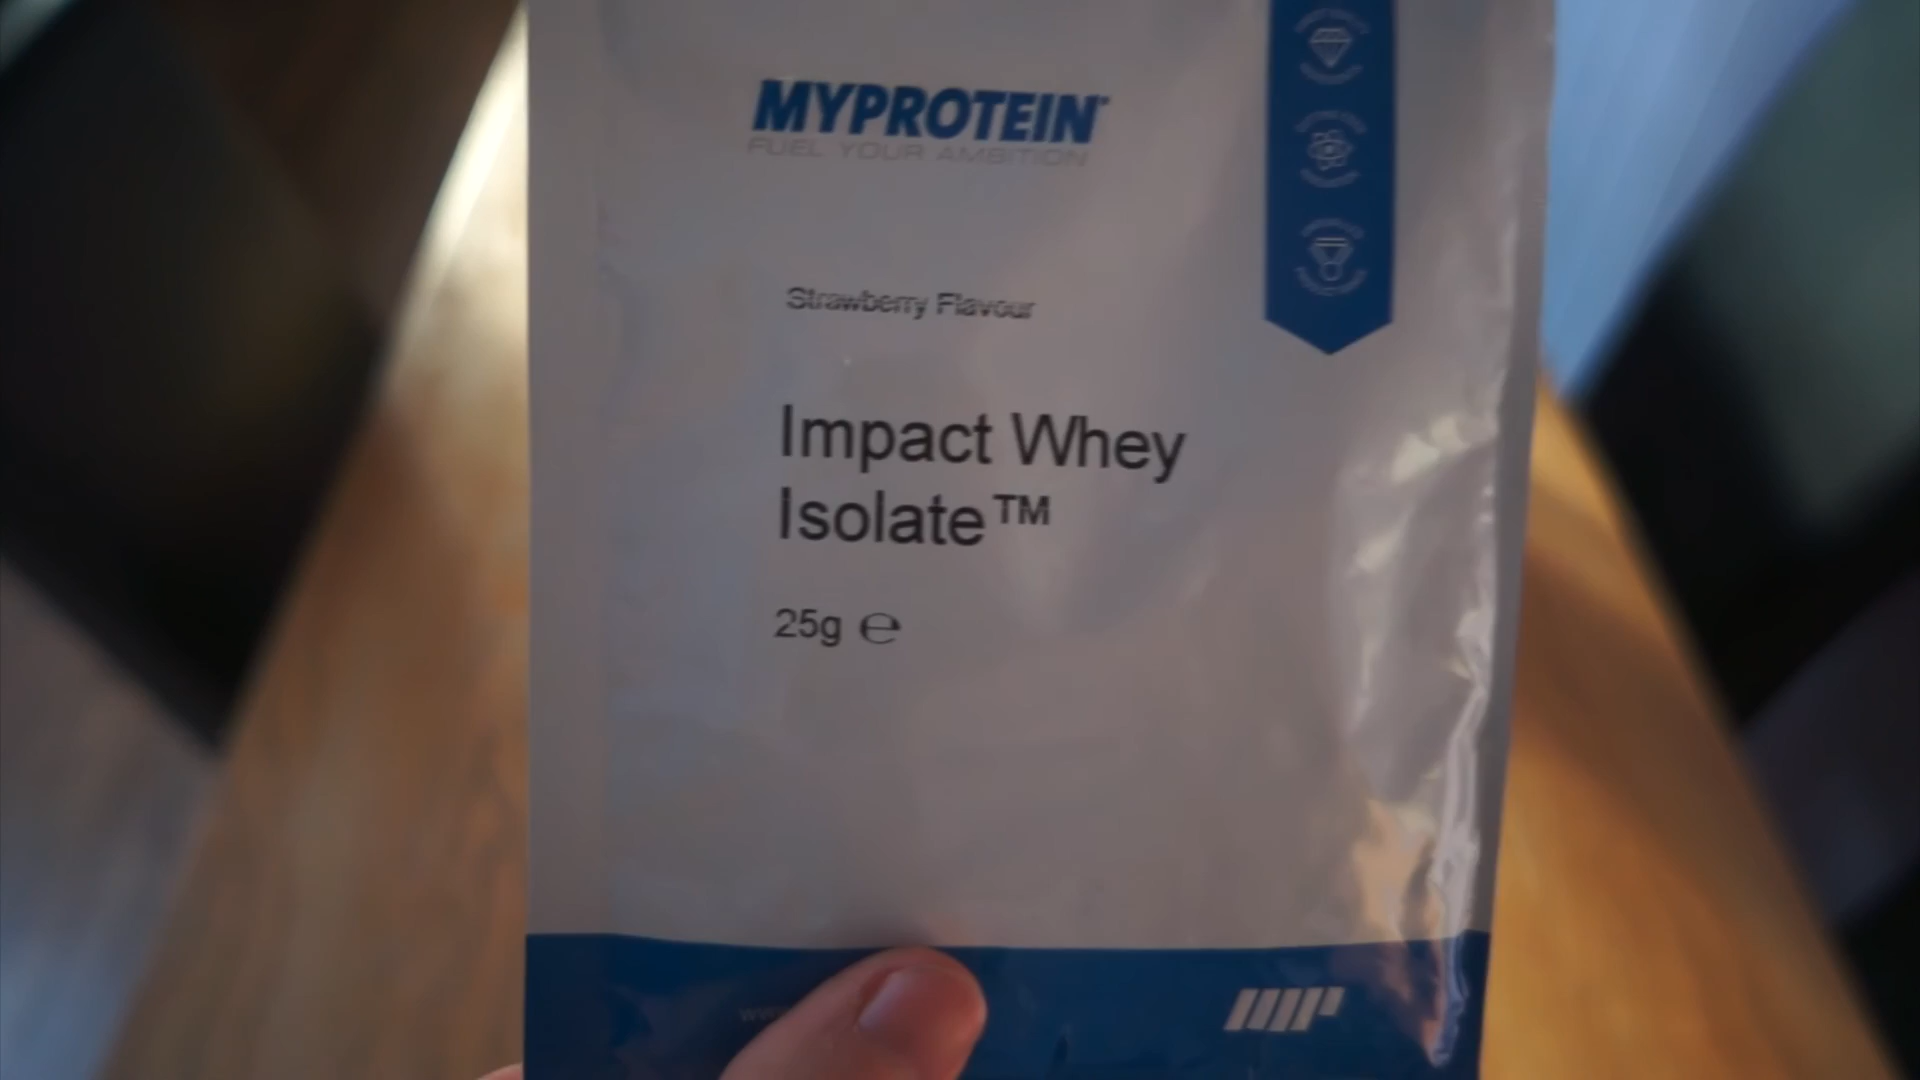 MYPROTEIN
FUEL YOUR AMBITION
Strawberry Flavour
Impact Whey
Isolate™
25g ℮